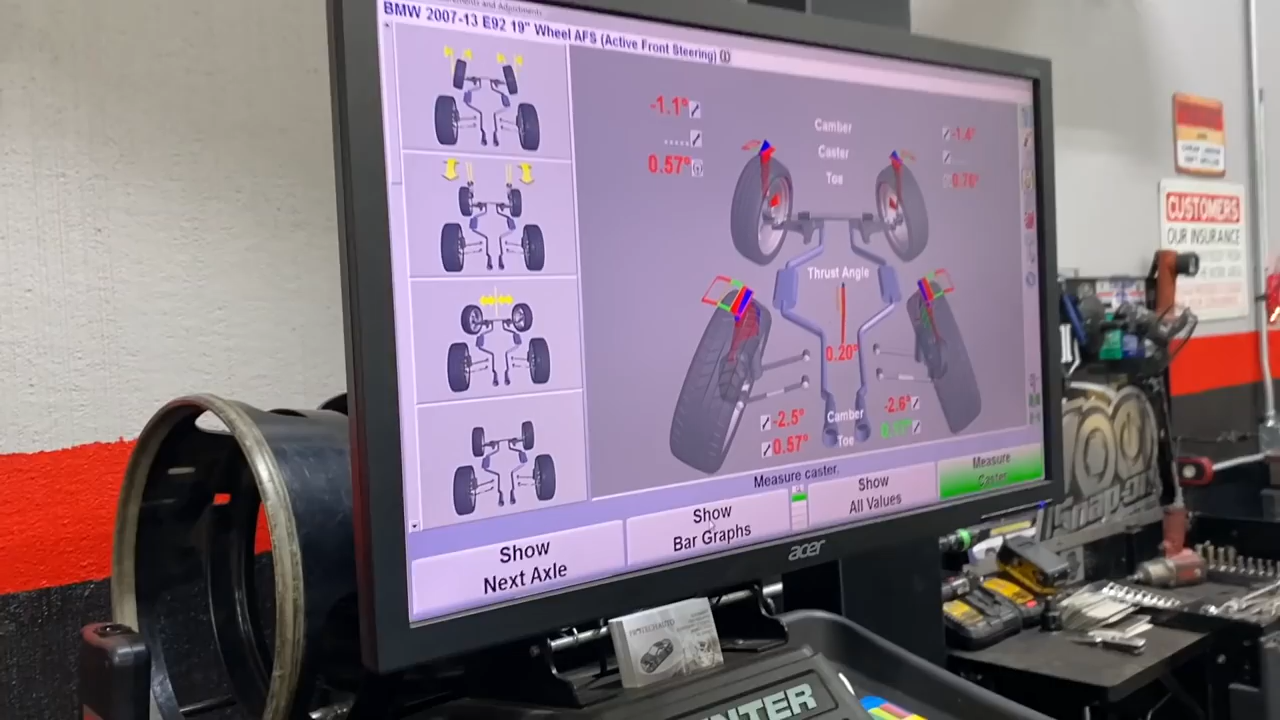 BMW 2007-13 E92 19" Wheel AFS (Active Front Steering)
-1.1°
Camber
-1.4°
.....
Caster
0.57°
Toe
0.76°
Thrust Angle
0.20°
-2.5°
Camber
-2.6°
0.57°
Toe
Measure caster.
Show
Next Axle
Show
Bar Graphs
Show
All Values
Measure
Caster
acer
CUSTOMERS
OUR INSURANCE